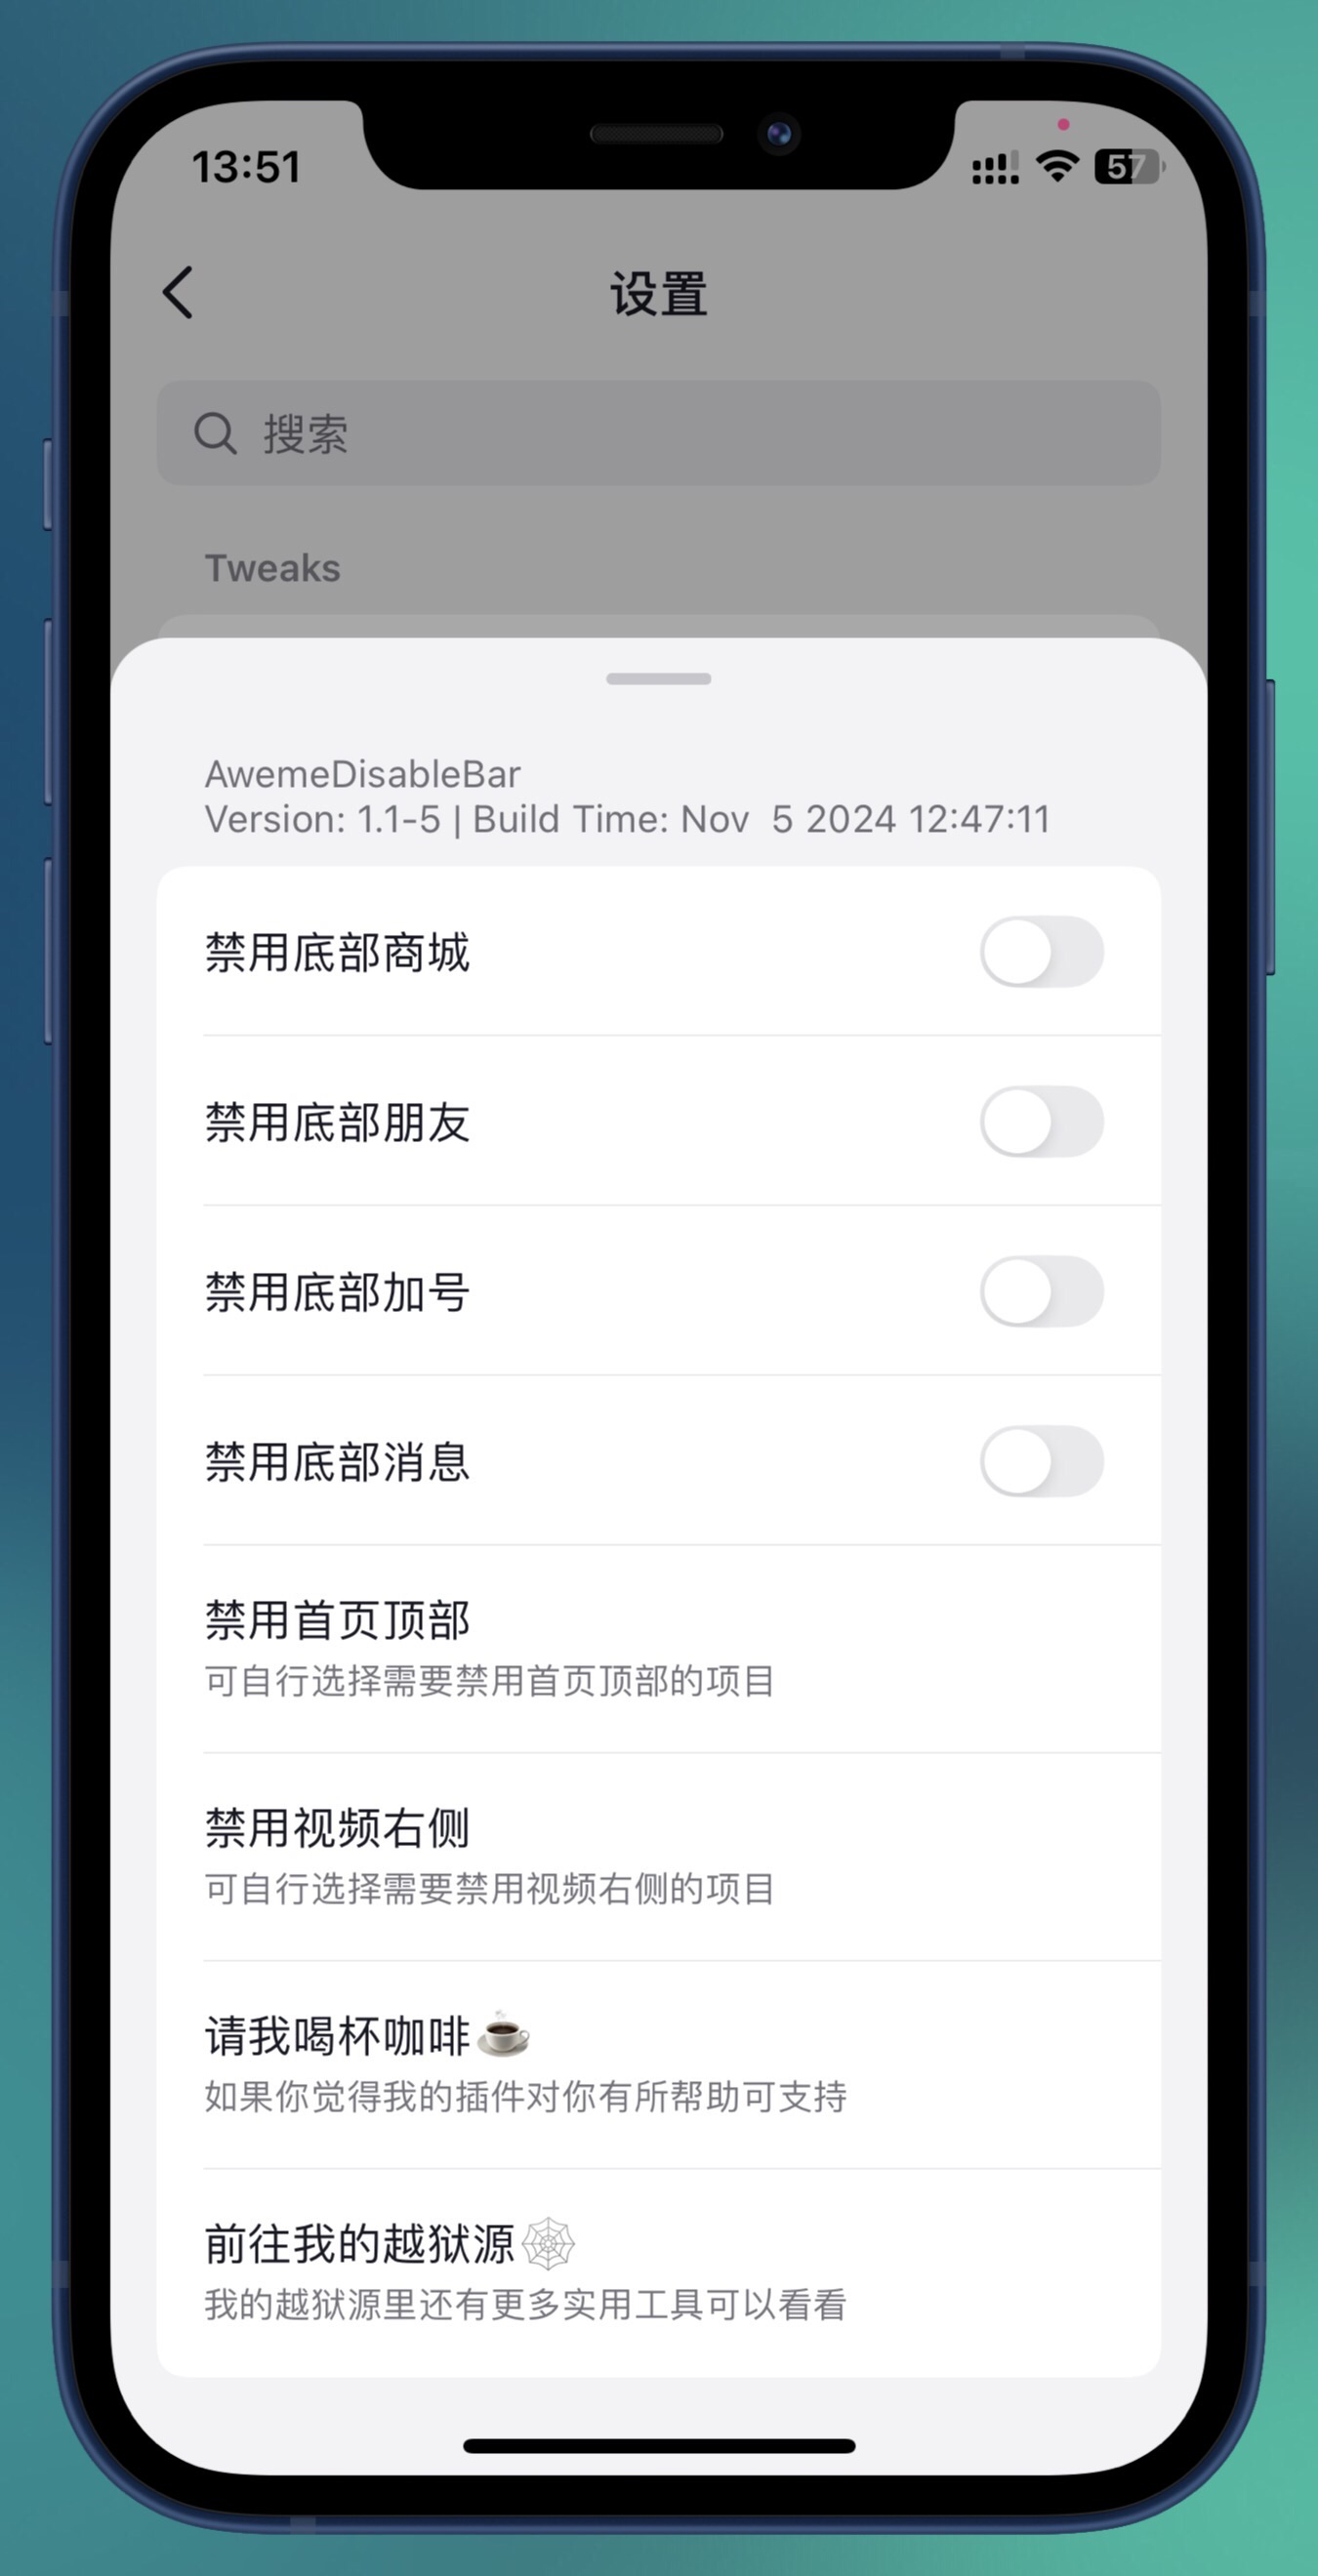 13:51
57
设置
搜索
Tweaks
AwemeDisableBar
Version: 1.1-5 | Build Time: Nov  5 2024 12:47:11
禁用底部商城
禁用底部朋友
禁用底部加号
禁用底部消息
禁用首页顶部
可自行选择需要禁用首页顶部的项目
禁用视频右侧
可自行选择需要禁用视频右侧的项目
请我喝杯咖啡☕️
如果你觉得我的插件对你有所帮助可支持
前往我的越狱源🕸️
我的越狱源里还有更多实用工具可以看看